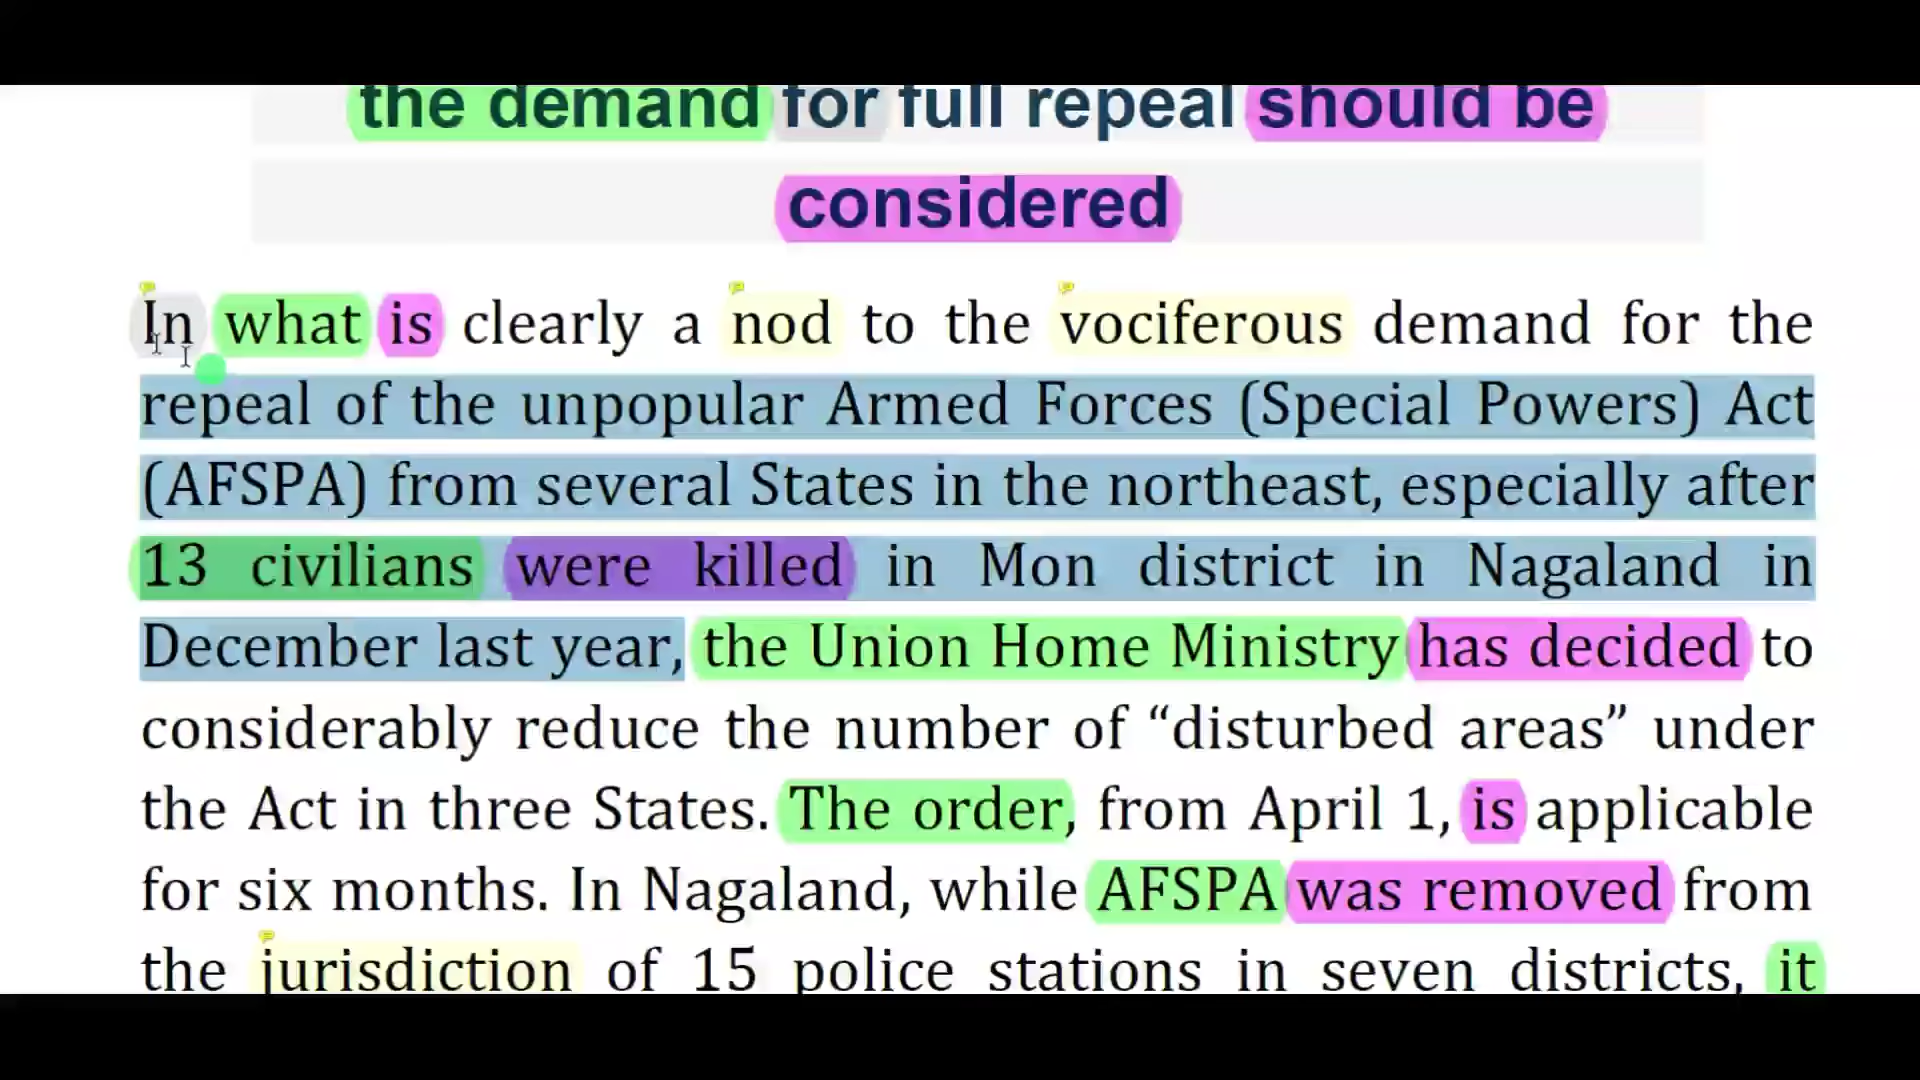 the demand for full repeal should be
considered
In what is clearly a nod to the vociferous demand for the
repeal of the unpopular Armed Forces (Special Powers) Act
(AFSPA) from several States in the northeast, especially after
13 civilians were killed in Mon district in Nagaland in
December last year, the Union Home Ministry has decided to
considerably reduce the number of “disturbed areas” under
the Act in three States. The order, from April 1, is applicable
for six months. In Nagaland, while AFSPA was removed from
the jurisdiction of 15 police stations in seven districts, it